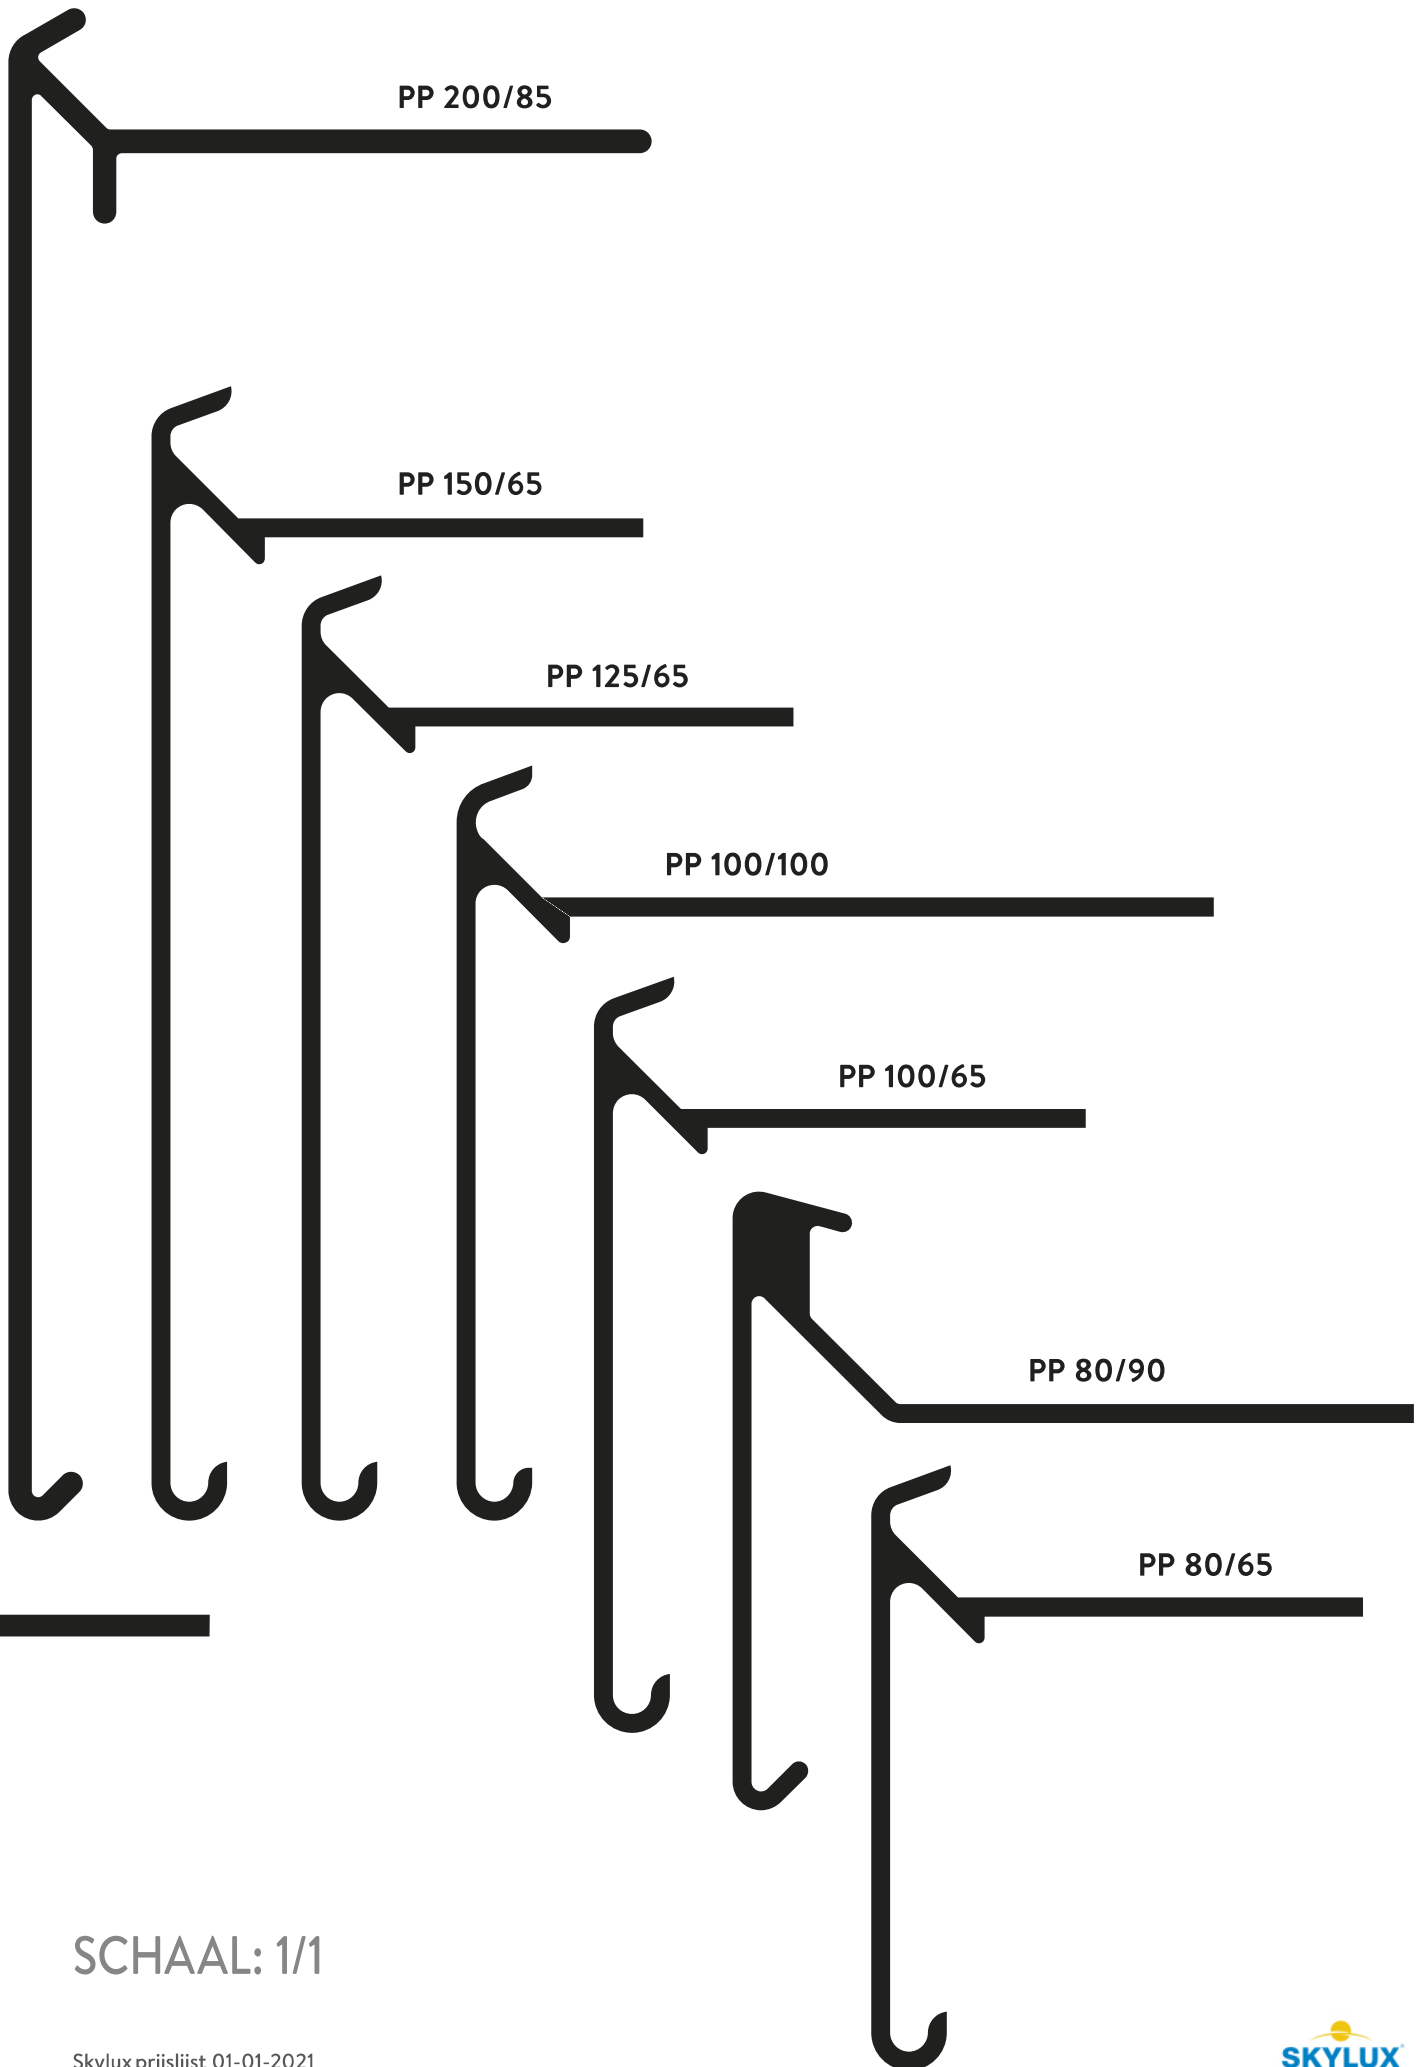 PP 200/85
PP 150/65
PP 125/65
PP 100/100
PP 100/65
PP 80/90
PP 80/65
SCHAAL: 1/1
Skylux prijslijst 01-01-2021
SKYLUX®